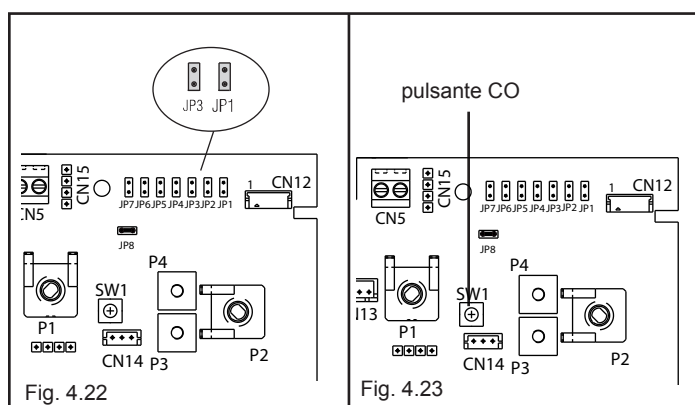 JP3 JP1
CN5
CN15
JP7 JP6 JP5 JP4 JP3 JP2 JP1
1
CN12
JP8
P4
SW1
P1
CN14
P3
P2
Fig. 4.22
pulsante CO
CN5
CN15
JP7 JP6 JP5 JP4 JP3 JP2 JP1
1
CN12
JP8
P4
N13
SW1
P1
CN14
P3
P2
Fig. 4.23